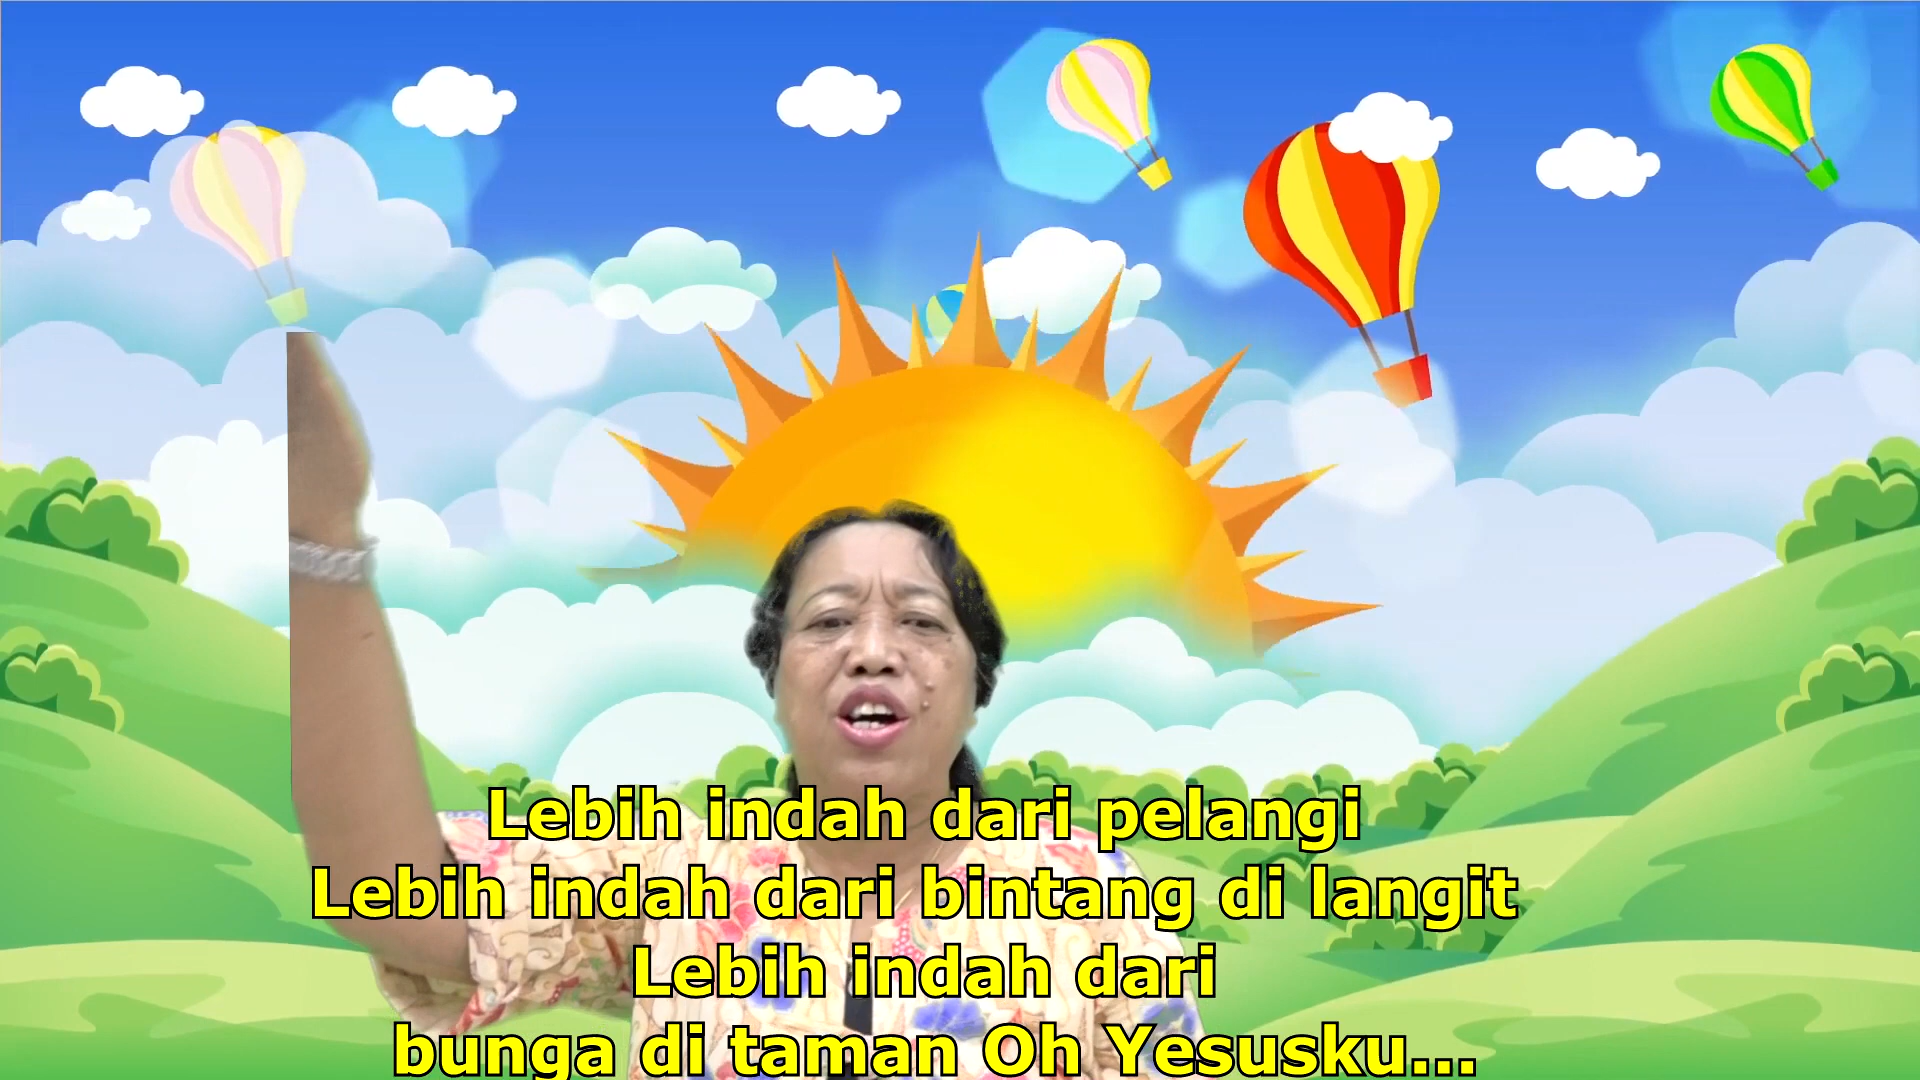 Lebih indah dari pelangi
Lebih indah dari bintang di langit
Lebih indah dari
bunga di taman Oh Yesusku...